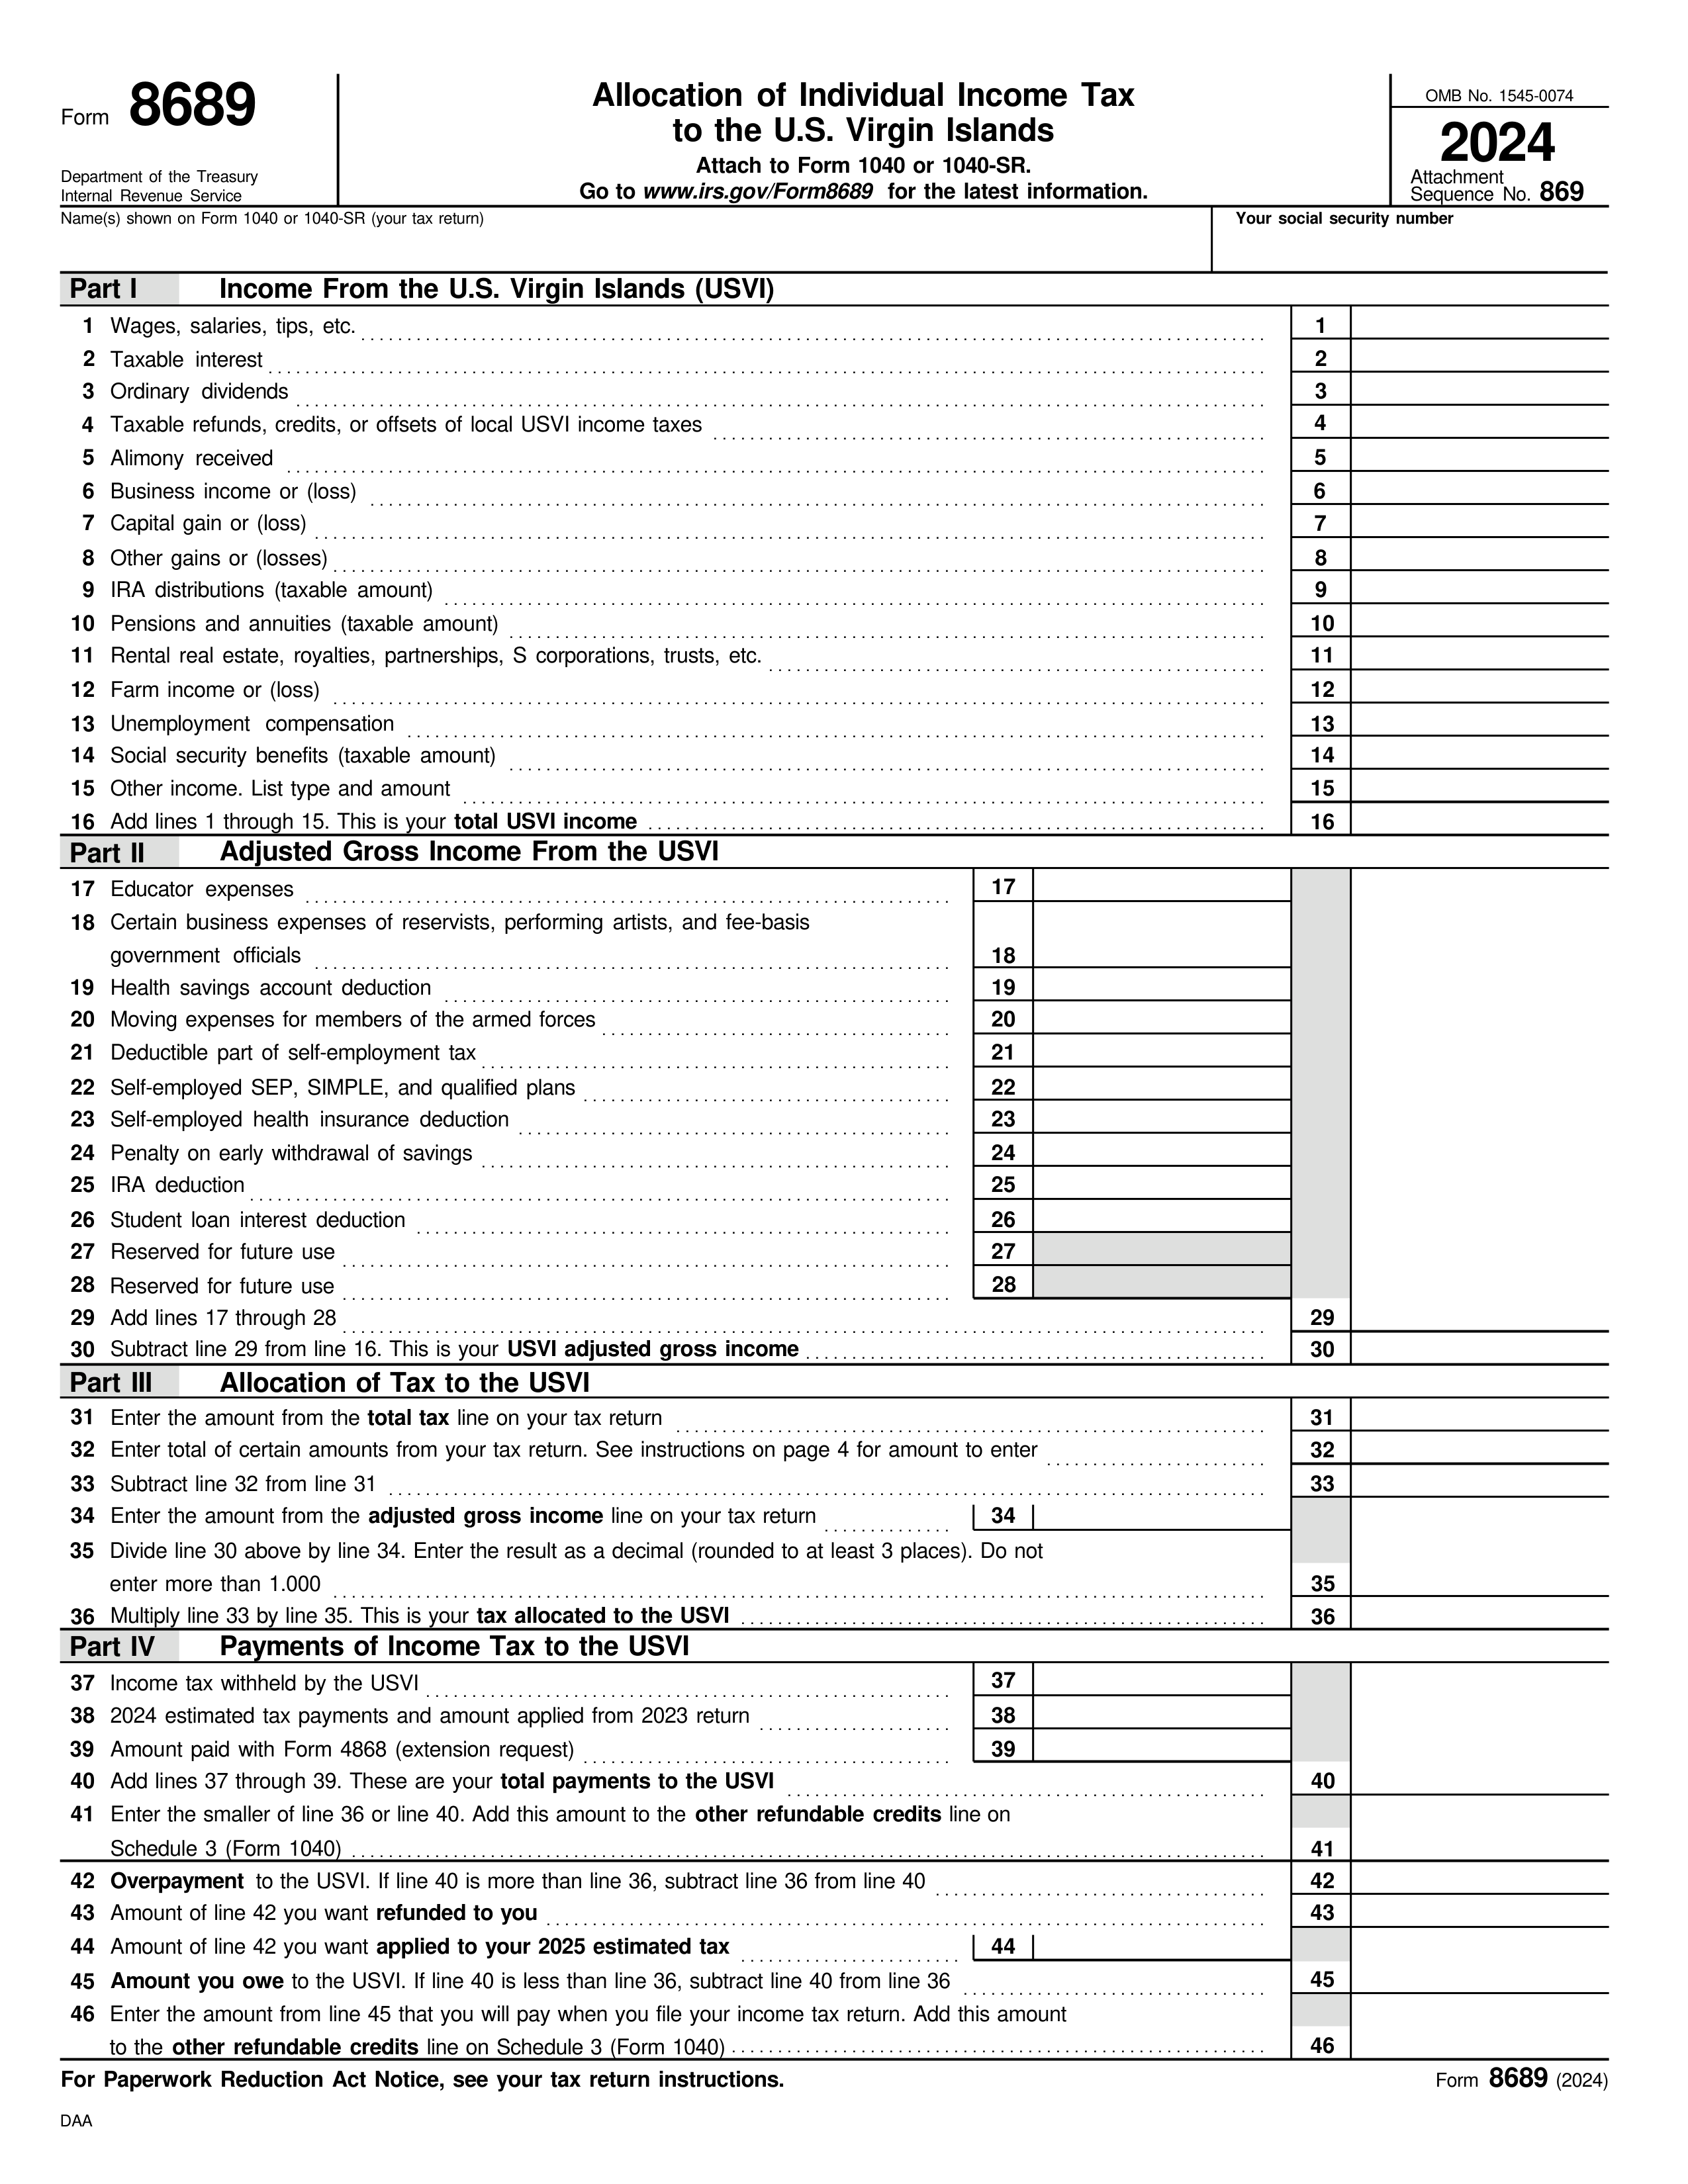 Form 8689
Department of the Treasury
Internal Revenue Service
Allocation of Individual Income Tax
to the U.S. Virgin Islands
Attach to Form 1040 or 1040-SR.
Go to www.irs.gov/Form8689 for the latest information.
OMB No. 1545-0074
2024
Attachment
Sequence No. 869
Name(s) shown on Form 1040 or 1040-SR (your tax return)
Your social security number
Part I Income From the U.S. Virgin Islands (USVI)
1 Wages, salaries, tips, etc. 1
2 Taxable interest 2
3 Ordinary dividends 3
4 Taxable refunds, credits, or offsets of local USVI income taxes 4
5 Alimony received 5
6 Business income or (loss) 6
7 Capital gain or (loss) 7
8 Other gains or (losses) 8
9 IRA distributions (taxable amount) 9
10 Pensions and annuities (taxable amount) 10
11 Rental real estate, royalties, partnerships, S corporations, trusts, etc. 11
12 Farm income or (loss) 12
13 Unemployment compensation 13
14 Social security benefits (taxable amount) 14
15 Other income. List type and amount 15
16 Add lines 1 through 15. This is your total USVI income 16
Part II Adjusted Gross Income From the USVI
17 Educator expenses 17
18 Certain business expenses of reservists, performing artists, and fee-basis
government officials 18
19 Health savings account deduction 19
20 Moving expenses for members of the armed forces 20
21 Deductible part of self-employment tax 21
22 Self-employed SEP, SIMPLE, and qualified plans 22
23 Self-employed health insurance deduction 23
24 Penalty on early withdrawal of savings 24
25 IRA deduction 25
26 Student loan interest deduction 26
27 Reserved for future use 27
28 Reserved for future use 28
29 Add lines 17 through 28 29
30 Subtract line 29 from line 16. This is your USVI adjusted gross income 30
Part III Allocation of Tax to the USVI
31 Enter the amount from the total tax line on your tax return 31
32 Enter total of certain amounts from your tax return. See instructions on page 4 for amount to enter 32
33 Subtract line 32 from line 31 33
34 Enter the amount from the adjusted gross income line on your tax return 34
35 Divide line 30 above by line 34. Enter the result as a decimal (rounded to at least 3 places). Do not
enter more than 1.000 35
36 Multiply line 33 by line 35. This is your tax allocated to the USVI 36
Part IV Payments of Income Tax to the USVI
37 Income tax withheld by the USVI 37
38 2024 estimated tax payments and amount applied from 2023 return 38
39 Amount paid with Form 4868 (extension request) 39
40 Add lines 37 through 39. These are your total payments to the USVI 40
41 Enter the smaller of line 36 or line 40. Add this amount to the other refundable credits line on
Schedule 3 (Form 1040) 41
42 Overpayment to the USVI. If line 40 is more than line 36, subtract line 36 from line 40 42
43 Amount of line 42 you want refunded to you 43
44 Amount of line 42 you want applied to your 2025 estimated tax 44
45 Amount you owe to the USVI. If line 40 is less than line 36, subtract line 40 from line 36 45
46 Enter the amount from line 45 that you will pay when you file your income tax return. Add this amount
to the other refundable credits line on Schedule 3 (Form 1040) 46
For Paperwork Reduction Act Notice, see your tax return instructions. Form 8689 (2024)
DAA